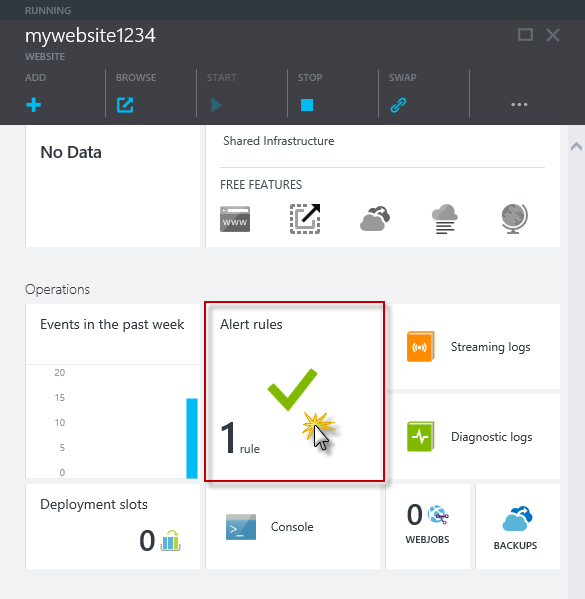 RUNNING
mywebsite1234
WEBSITE
ADD
BROWSE
START
STOP
SWAP
No Data
Shared Infrastructure
FREE FEATURES
WWW
Operations
Events in the past week
20
15
5
0
Alert rules
1 rule
Streaming logs
Diagnostic logs
Deployment slots
0
Console
0
WEBJOBS
BACKUPS